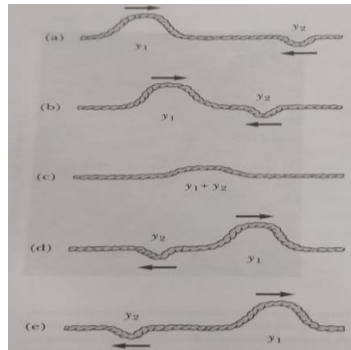 (a) y₁ y₂
(b) y₁ y₂
(c) y₁ + y₂
(d) y₂ y₁
(e) y₂ y₁